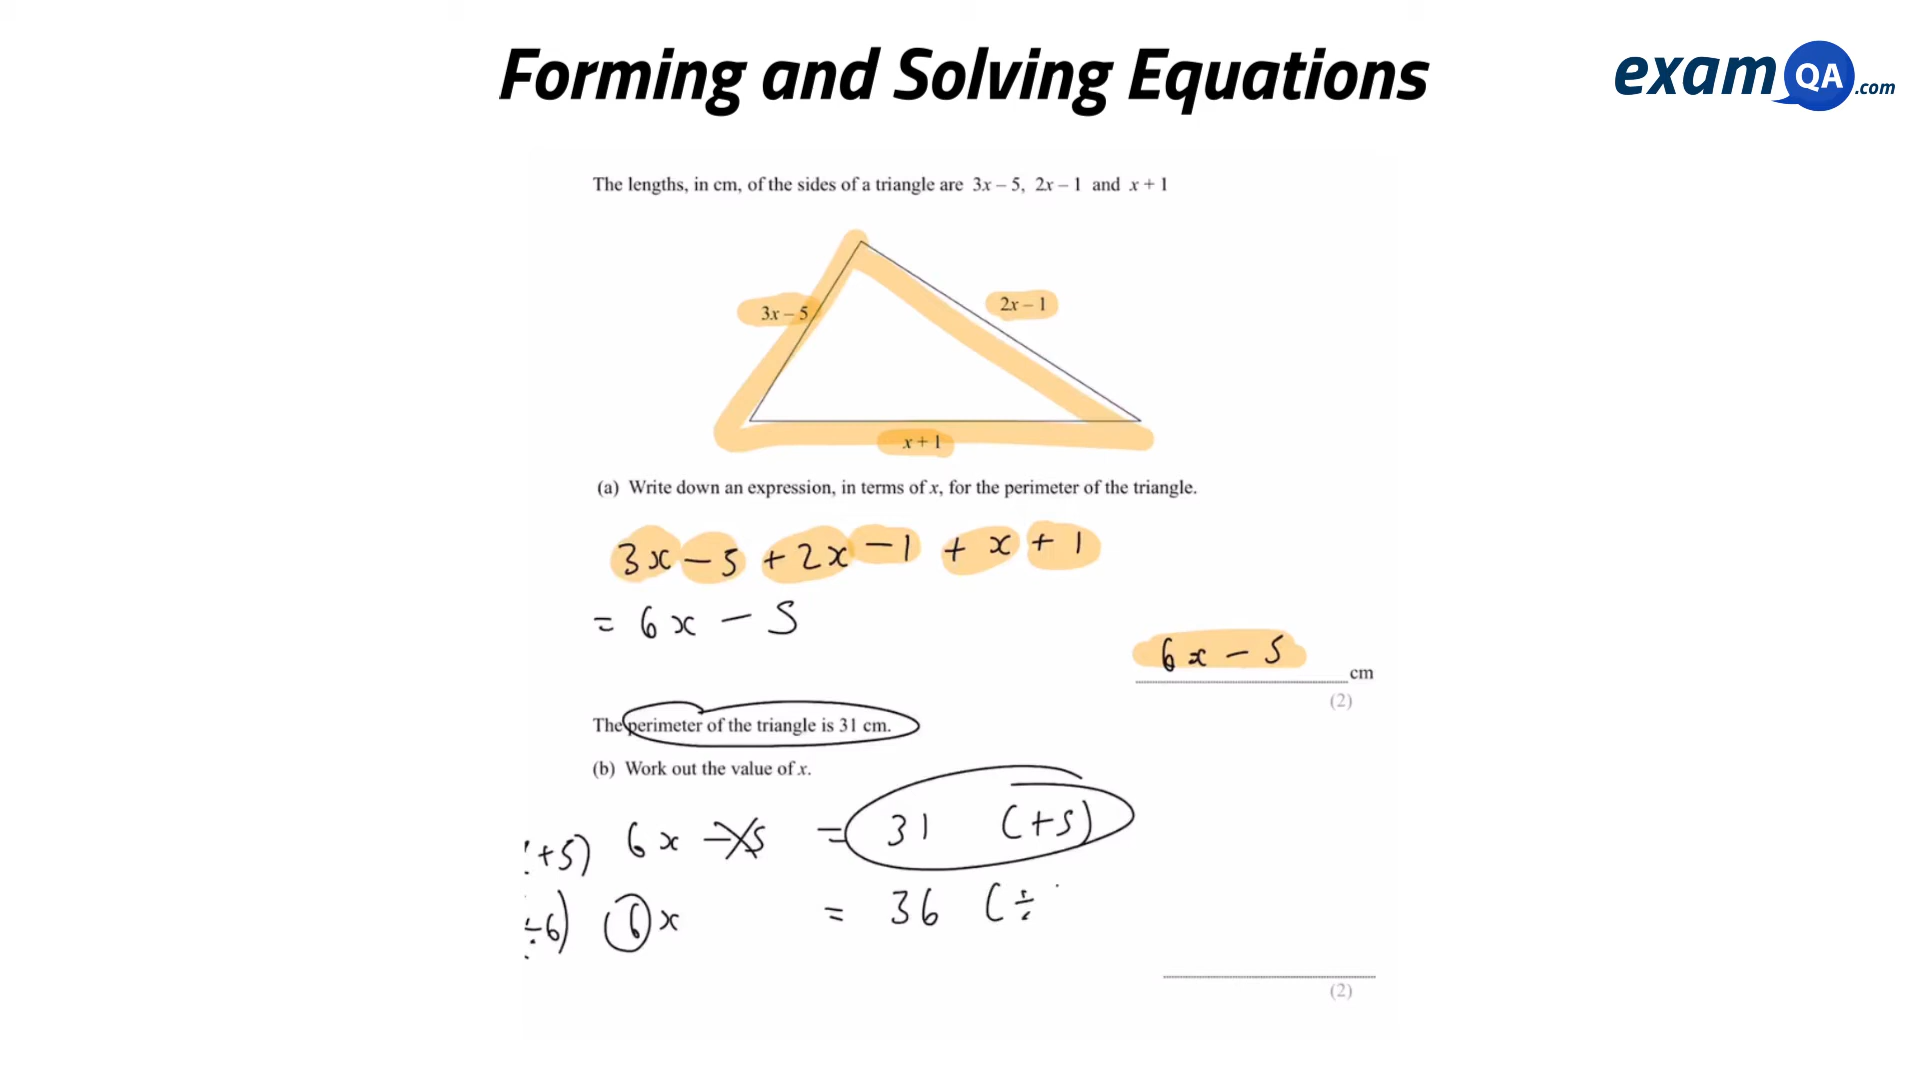 Forming and Solving Equations
examQA.com
The lengths, in cm, of the sides of a triangle are 3x – 5, 2x – 1 and x + 1
3x – 5
2x – 1
x + 1
(a) Write down an expression, in terms of x, for the perimeter of the triangle.
3x – 5 + 2x – 1 + x + 1
= 6x – 5
6x – 5 cm
(2)
The perimeter of the triangle is 31 cm.
(b) Work out the value of x.
(+5) 6x – 5 = 31 (+5)
÷6) 6x = 36 (÷
(2)